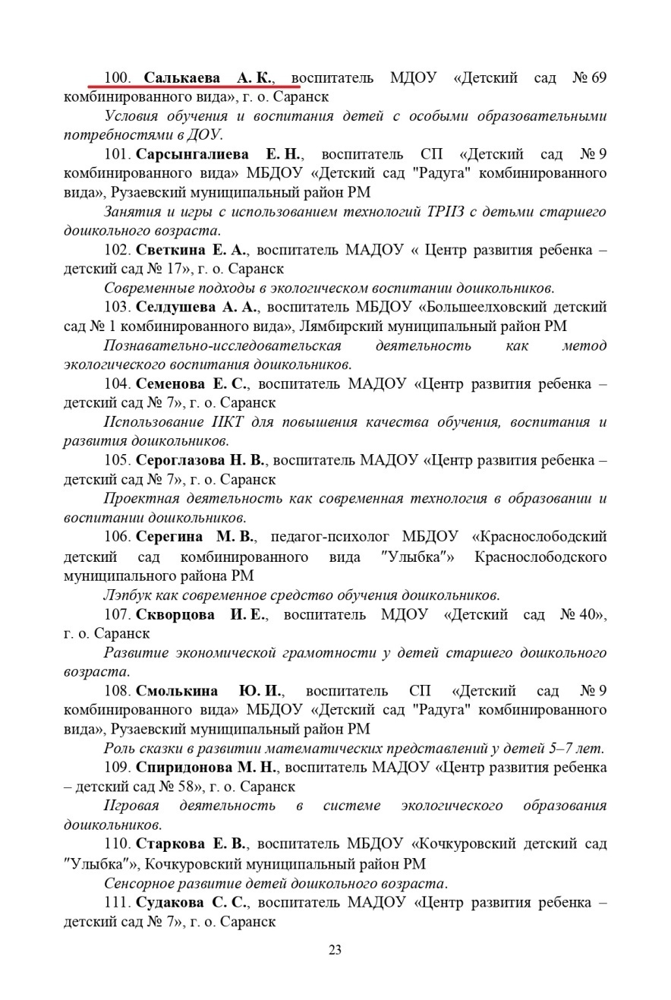 100. Салькаева А. К., воспитатель МДОУ «Детский сад № 69
комбинированного вида», г. о. Саранск
Условия обучения и воспитания детей с особыми образовательными
потребностями в ДОУ.
101. Сарсынгалиева Е. Н., воспитатель СП «Детский сад № 9
комбинированного вида» МБДОУ «Детский сад "Радуга" комбинированного
вида», Рузаевский муниципальный район РМ
Занятия и игры с использованием технологий ТРИЗ с детьми старшего
дошкольного возраста.
102. Светкина Е. А., воспитатель МАДОУ « Центр развития ребенка –
детский сад № 17», г. о. Саранск
Современные подходы в экологическом воспитании дошкольников.
103. Селдушева А. А., воспитатель МБДОУ «Большеелховский детский
сад № 1 комбинированного вида», Лямбирский муниципальный район РМ
Познавательно-исследовательская деятельность как метод
экологического воспитания дошкольников.
104. Семенова Е. С., воспитатель МАДОУ «Центр развития ребенка –
детский сад № 7», г. о. Саранск
Использование ИКТ для повышения качества обучения, воспитания и
развития дошкольников.
105. Сероглазова Н. В., воспитатель МАДОУ «Центр развития ребенка –
детский сад № 7», г. о. Саранск
Проектная деятельность как современная технология в образовании и
воспитании дошкольников.
106. Серегина М. В., педагог-психолог МБДОУ «Краснослободский
детский сад комбинированного вида "Улыбка"» Краснослободского
муниципального района РМ
Лэпбук как современное средство обучения дошкольников.
107. Скворцова И. Е., воспитатель МДОУ «Детский сад № 40»,
г. о. Саранск
Развитие экономической грамотности у детей старшего дошкольного
возраста.
108. Смолькина Ю. И., воспитатель СП «Детский сад № 9
комбинированного вида» МБДОУ «Детский сад "Радуга" комбинированного
вида», Рузаевский муниципальный район РМ
Роль сказки в развитии математических представлений у детей 5–7 лет.
109. Спиридонова М. Н., воспитатель МАДОУ «Центр развития ребенка
– детский сад № 58», г. о. Саранск
Игровая деятельность в системе экологического образования
дошкольников.
110. Старкова Е. В., воспитатель МБДОУ «Кочкуровский детский сад
"Улыбка"», Кочкуровский муниципальный район РМ
Сенсорное развитие детей дошкольного возраста.
111. Судакова С. С., воспитатель МАДОУ «Центр развития ребенка –
детский сад № 7», г. о. Саранск
23